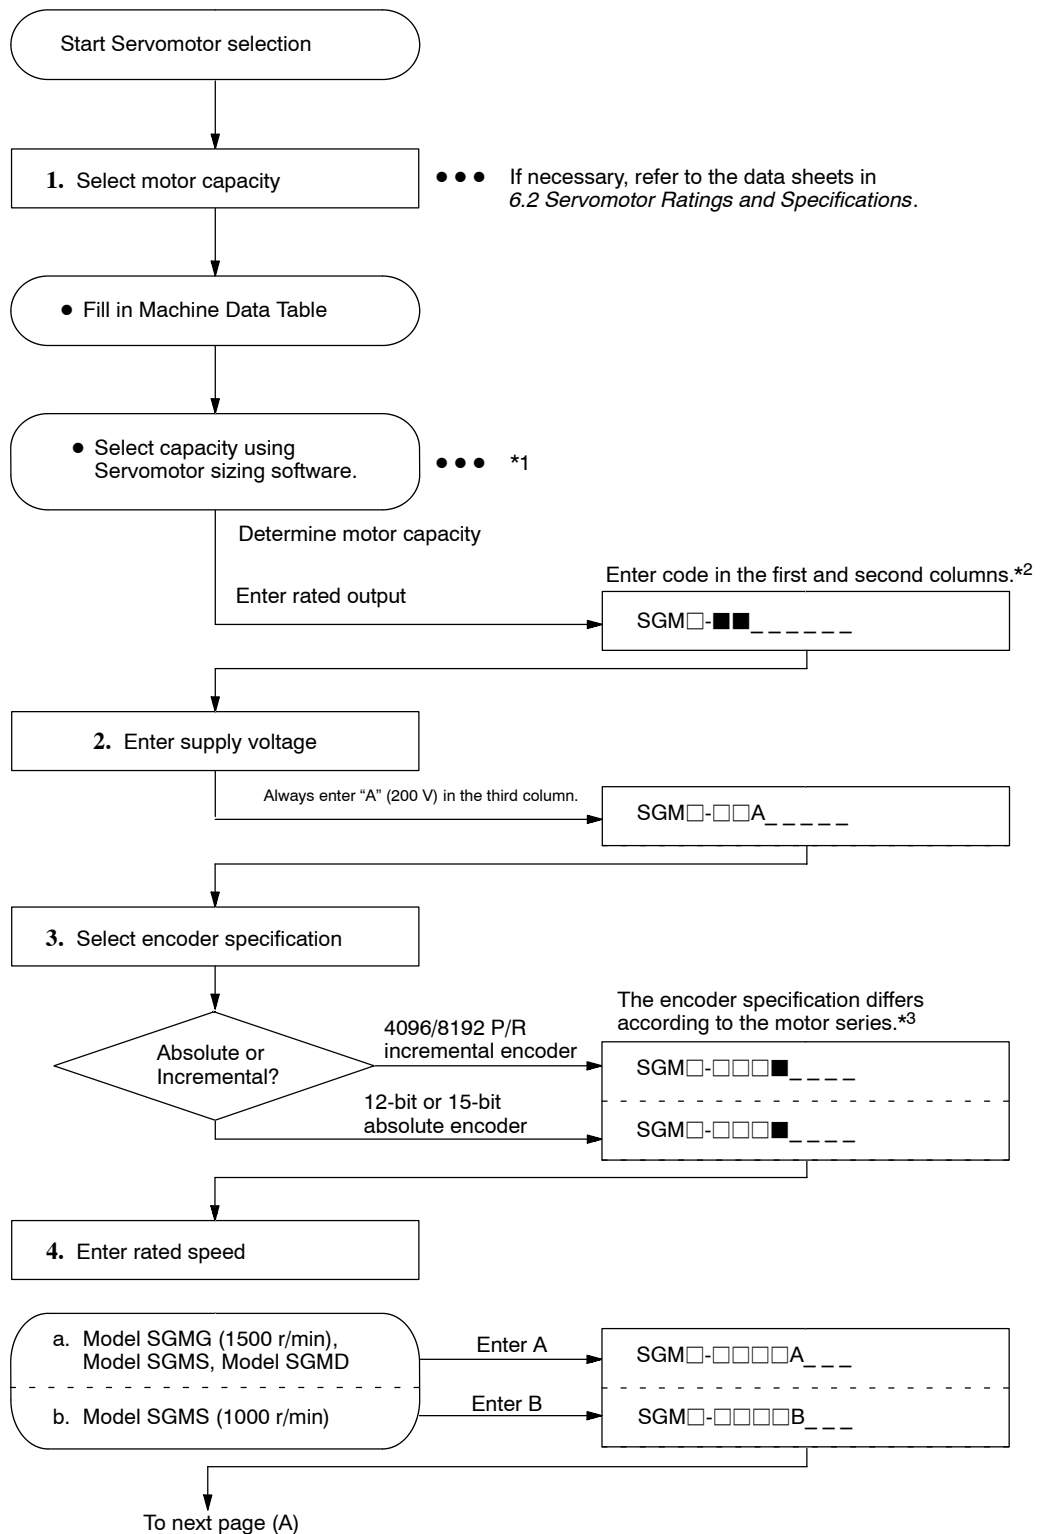 Start Servomotor selection
1. Select motor capacity
● ● ● If necessary, refer to the data sheets in
6.2 Servomotor Ratings and Specifications.
● Fill in Machine Data Table
● Select capacity using
Servomotor sizing software.
● ● ● *1
Determine motor capacity
Enter rated output
Enter code in the first and second columns.*2
SGM□-■■_ _ _ _ _ _
2. Enter supply voltage
Always enter “A” (200 V) in the third column.
SGM□-□□A_ _ _ _ _
3. Select encoder specification
The encoder specification differs
according to the motor series.*3
Absolute or
Incremental?
4096/8192 P/R
incremental encoder
SGM□-□□□■_ _ _ _
12-bit or 15-bit
absolute encoder
SGM□-□□□■_ _ _ _
4. Enter rated speed
a. Model SGMG (1500 r/min),
Model SGMS, Model SGMD
Enter A
SGM□-□□□□A_ _ _
b. Model SGMS (1000 r/min)
Enter B
SGM□-□□□□B_ _ _
To next page (A)